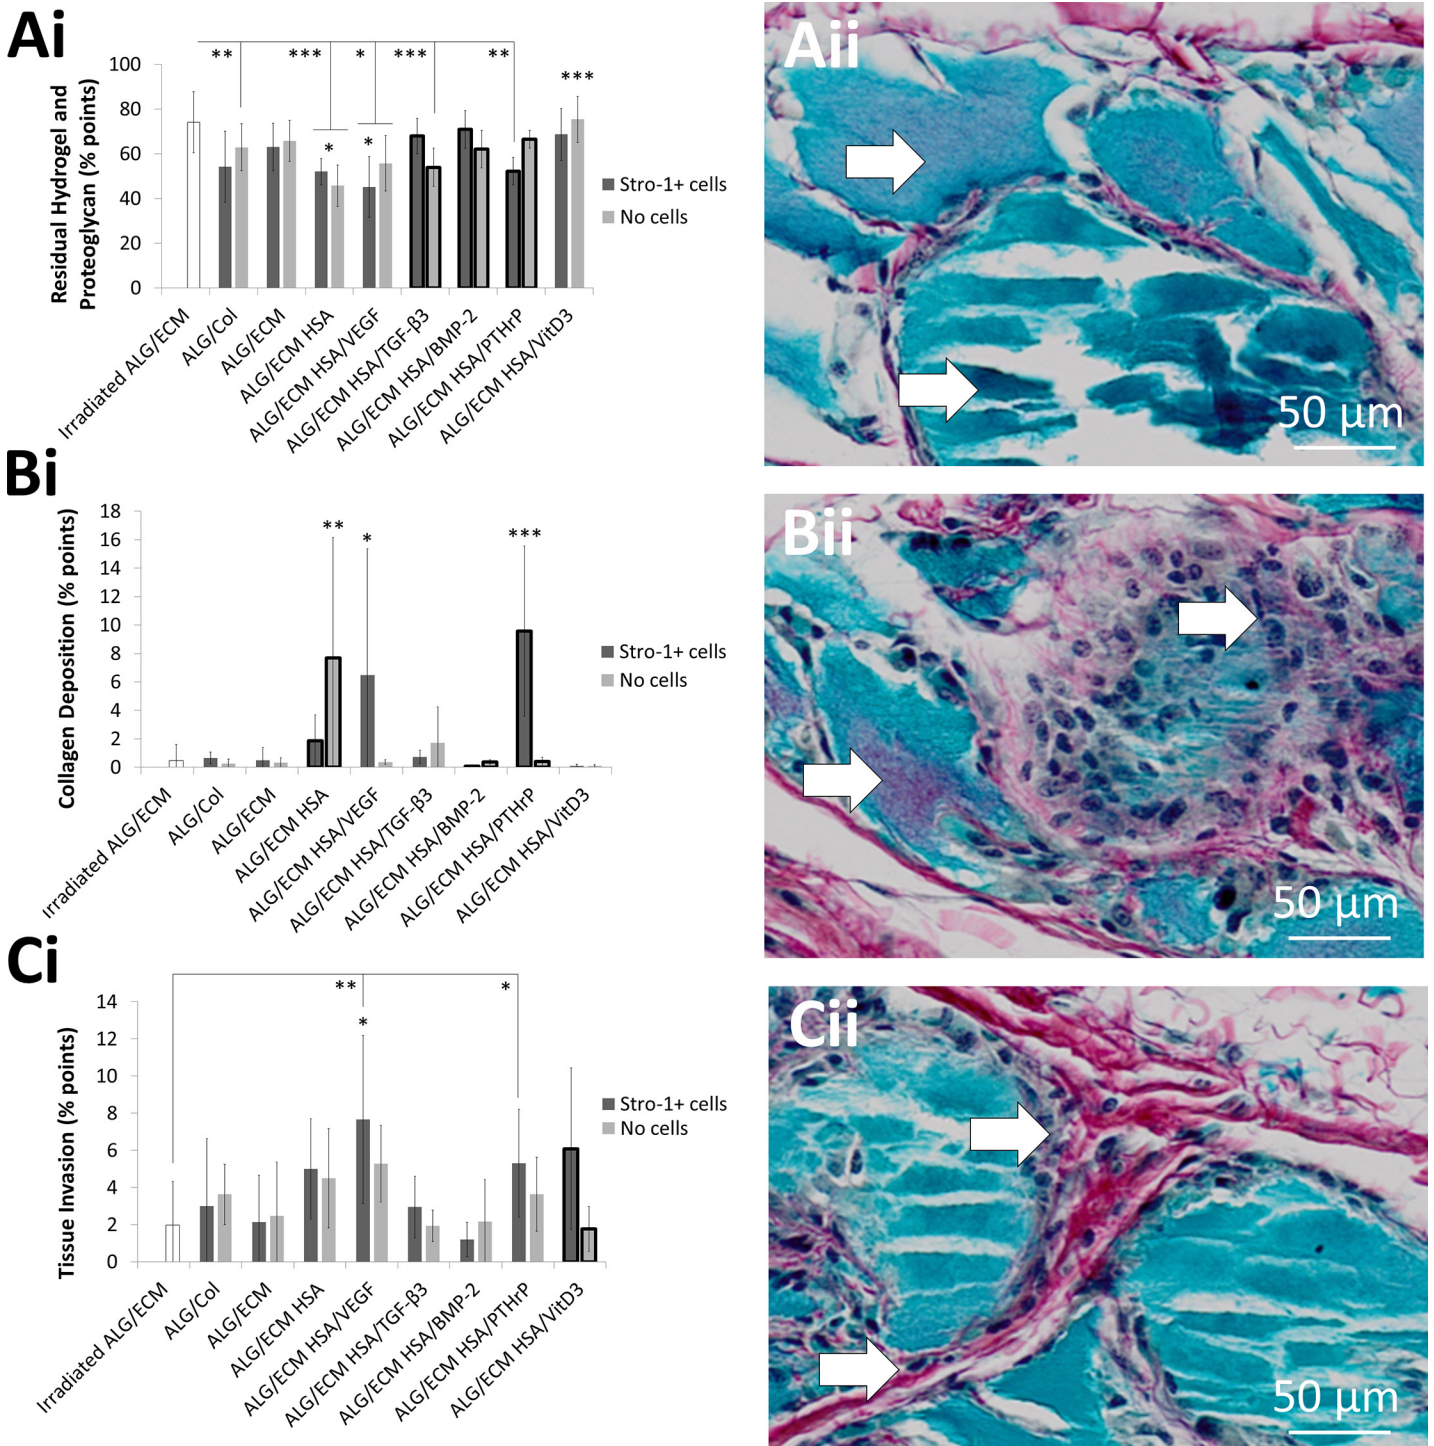 Ai
** *** * *** **
***
* *
Residual Hydrogel and
Proteoglycan (% points)
100
80
60
40
20
0
Stro-1+ cells
No cells
Irradiated ALG/ECM
ALG/Col
ALG/ECM
ALG/ECM HSA
ALG/ECM HSA/VEGF
ALG/ECM HSA/TGF-β3
ALG/ECM HSA/BMP-2
ALG/ECM HSA/PTHrP
ALG/ECM HSA/VitD3
Aii
50 μm
Bi
** * ***
Collagen Deposition (% points)
18
16
14
12
10
8
6
4
2
0
Stro-1+ cells
No cells
Irradiated ALG/ECM
ALG/Col
ALG/ECM
ALG/ECM HSA
ALG/ECM HSA/VEGF
ALG/ECM HSA/TGF-β3
ALG/ECM HSA/BMP-2
ALG/ECM HSA/PTHrP
ALG/ECM HSA/VitD3
Bii
50 μm
Ci
** *
*
Tissue Invasion (% points)
14
12
10
8
6
4
2
0
Stro-1+ cells
No cells
Irradiated ALG/ECM
ALG/Col
ALG/ECM
ALG/ECM HSA
ALG/ECM HSA/VEGF
ALG/ECM HSA/TGF-β3
ALG/ECM HSA/BMP-2
ALG/ECM HSA/PTHrP
ALG/ECM HSA/VitD3
Cii
50 μm